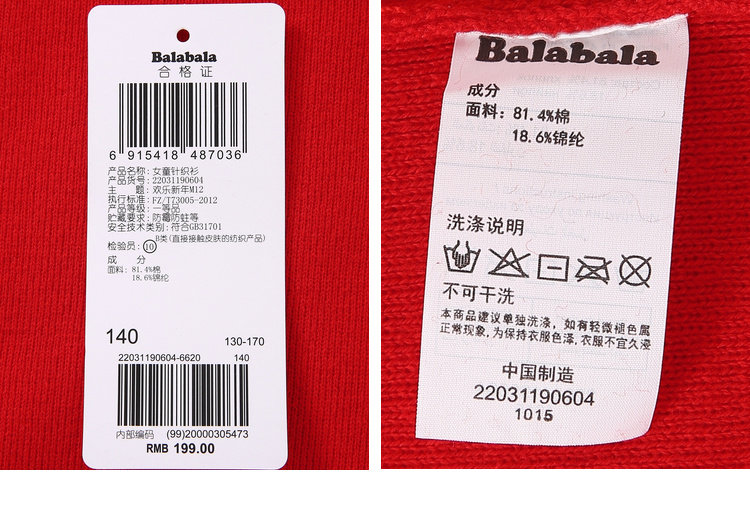 Balabala
合格证
6 915418 487036
产品名称: 女童针织衫
产品货号: 22031190604
主 题: 欢乐新年M12
执行标准: FZ/T73005-2012
产品等级: 一等品
贮藏要求: 防霉防蛀等
安全技术类别: 符合GB31701
B类(直接接触皮肤的纺织产品)
检验员: 10
成 分
面料: 81.4%棉
18.6%锦纶
140
130-170
22031190604-6620 140
内部编码 (99)20000305473
RMB 199.00
Balabala
成分
面料: 81.4%棉
18.6%锦纶
洗涤说明
不可干洗
本商品建议单独洗涤, 如有轻微褪色属
正常现象, 为保持衣服色泽, 衣服不宜久浸
中国制造
22031190604
1015